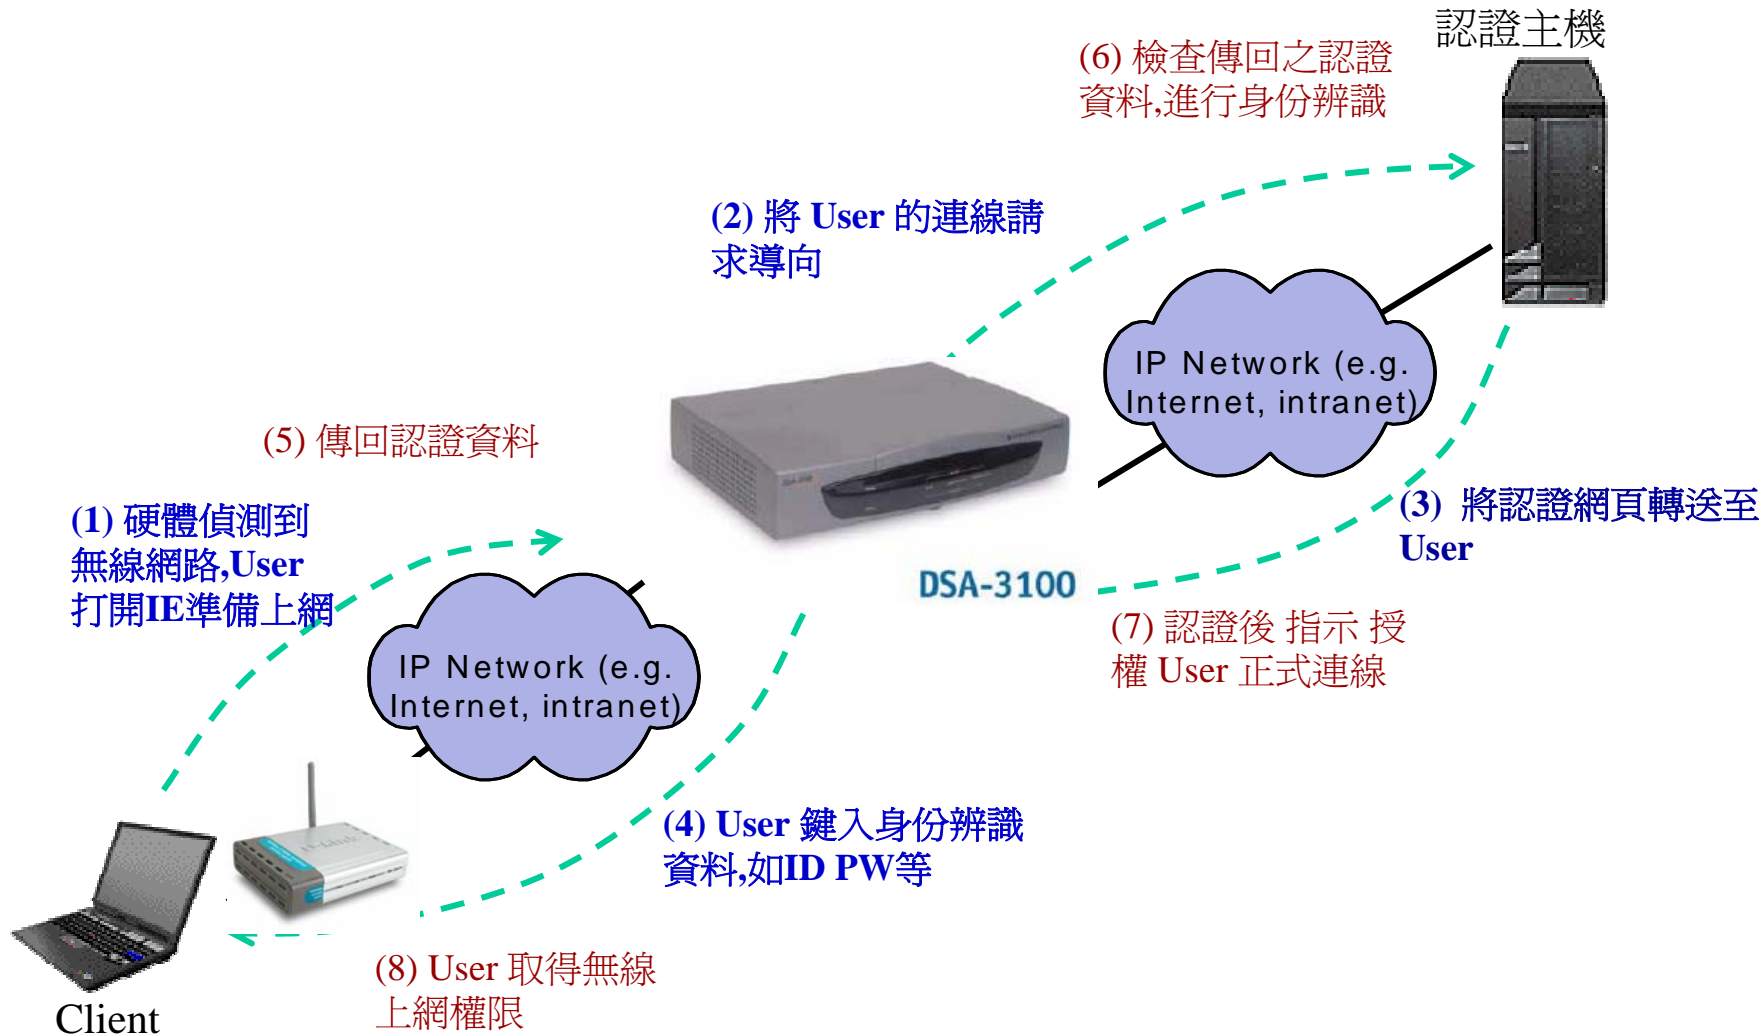 認證主機
(6) 檢查傳回之認證
資料,進行身份辨識
(2) 將 User 的連線請
求導向
IP Network (e.g.
Internet, intranet)
(5) 傳回認證資料
(1) 硬體偵測到
無線網路,User
打開IE準備上網
(3) 將認證網頁轉送至
User
DSA-3100
(7) 認證後 指示 授
權 User 正式連線
IP Network (e.g.
Internet, intranet)
(4) User 鍵入身份辨識
資料,如ID PW等
D-Link
(8) User 取得無線
上網權限
Client